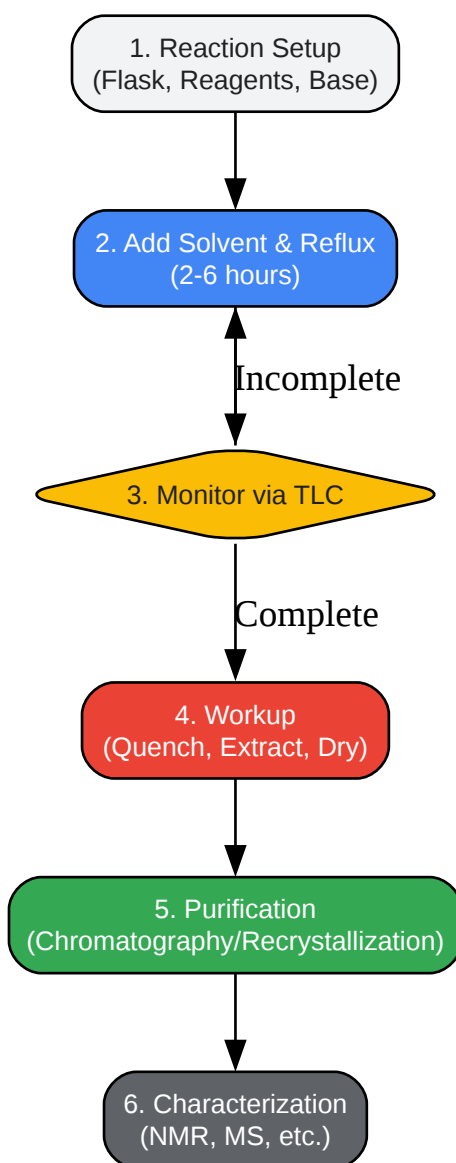 1. Reaction Setup
(Flask, Reagents, Base)
2. Add Solvent & Reflux
(2-6 hours)
Incomplete
3. Monitor via TLC
Complete
4. Workup
(Quench, Extract, Dry)
5. Purification
(Chromatography/Recrystallization)
6. Characterization
(NMR, MS, etc.)